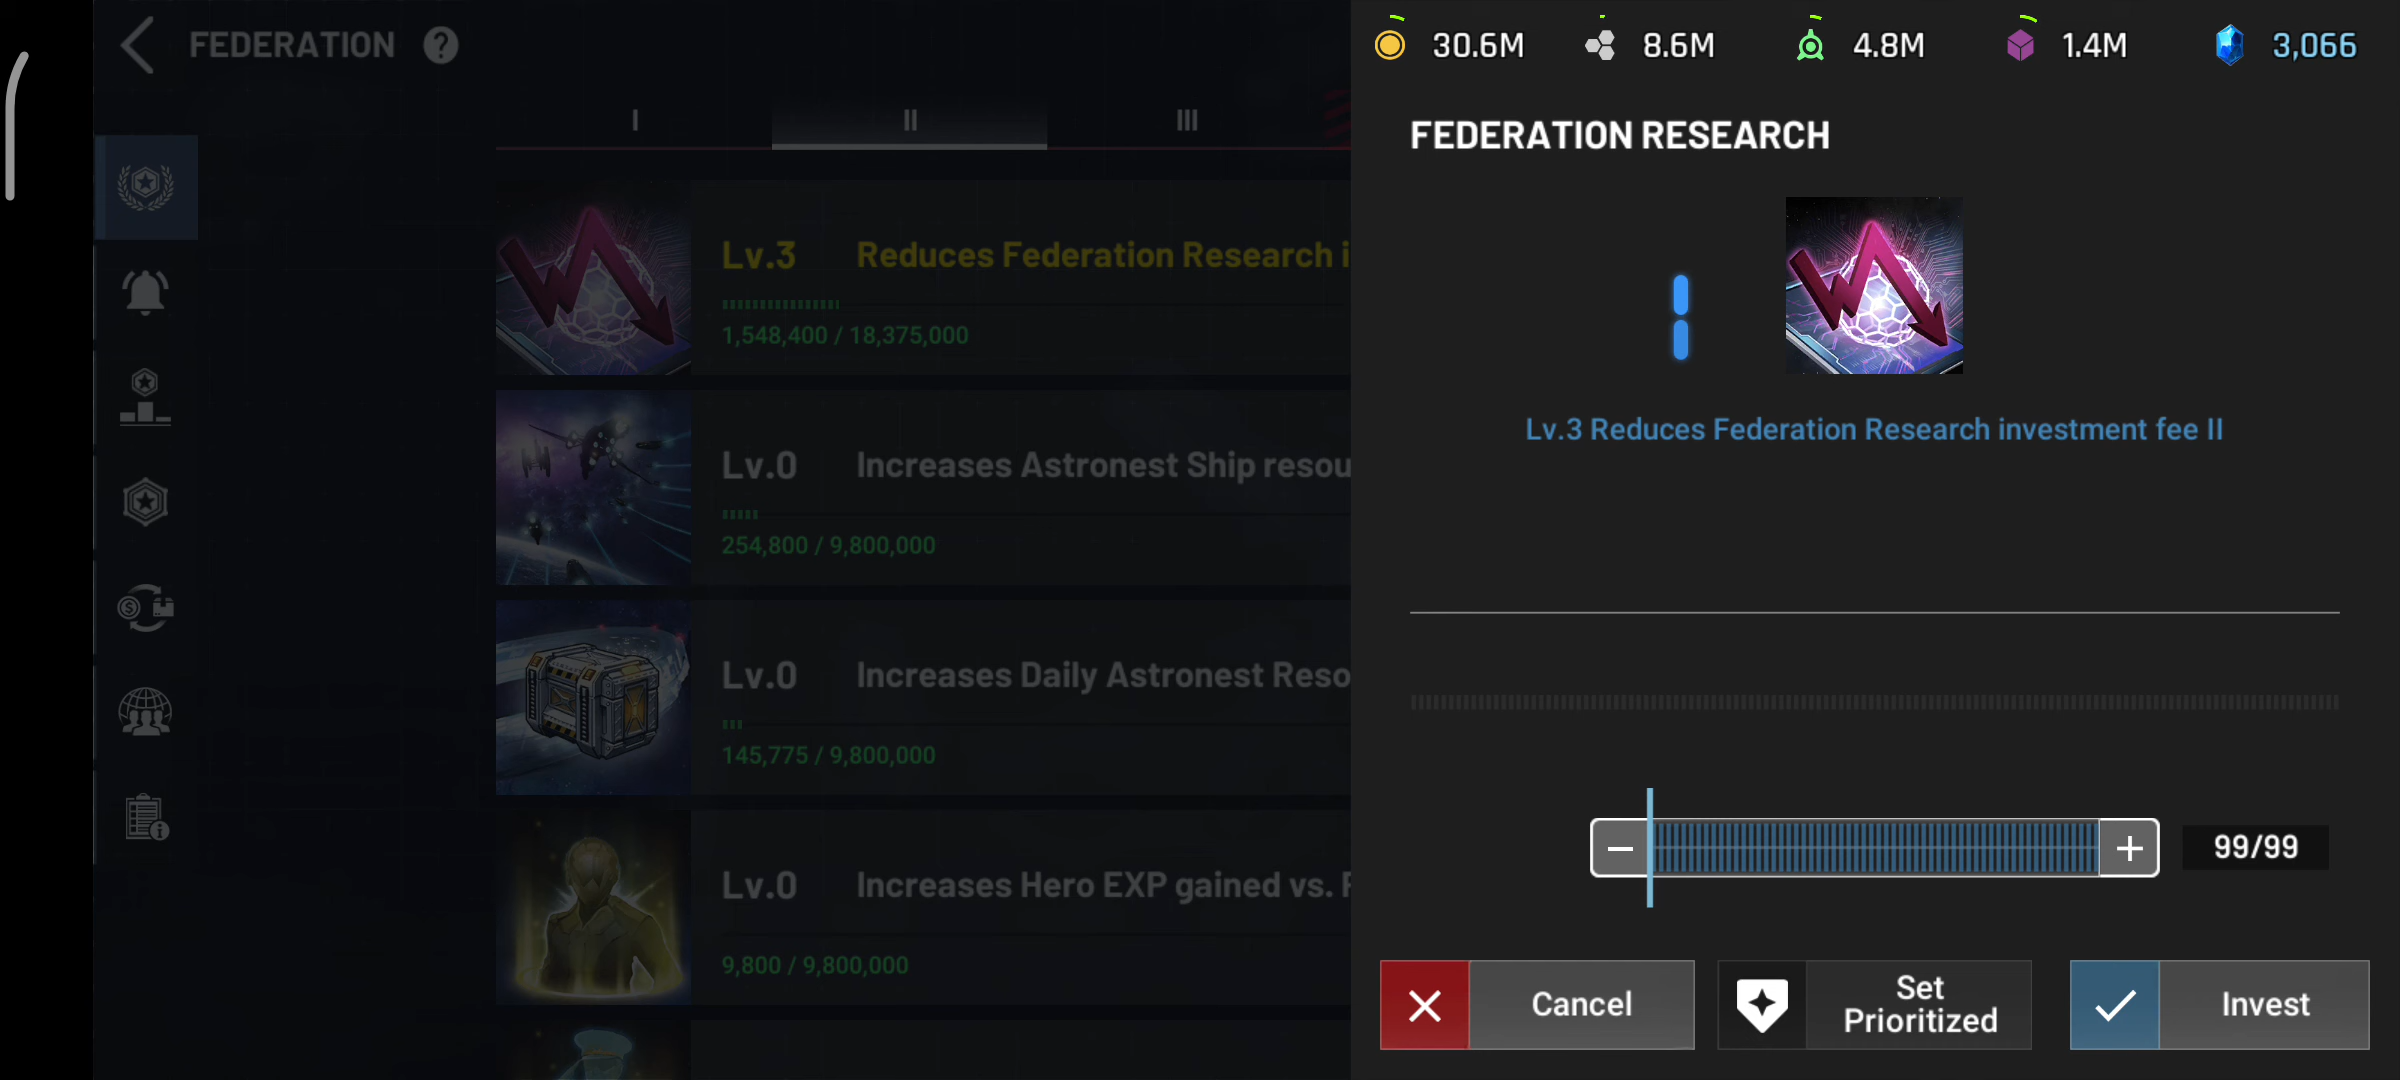 FEDERATION ?
30.6M 8.6M 4.8M 1.4M 3,066
I II III
FEDERATION RESEARCH
Lv.3 Reduces Federation Research i
1,548,400 / 18,375,000
Lv.3 Reduces Federation Research investment fee II
Lv.0 Increases Astronest Ship resou
254,800 / 9,800,000
Lv.0 Increases Daily Astronest Reso
145,775 / 9,800,000
99/99
Lv.0 Increases Hero EXP gained vs.
9,800 / 9,800,000
Cancel
Set
Prioritized
Invest